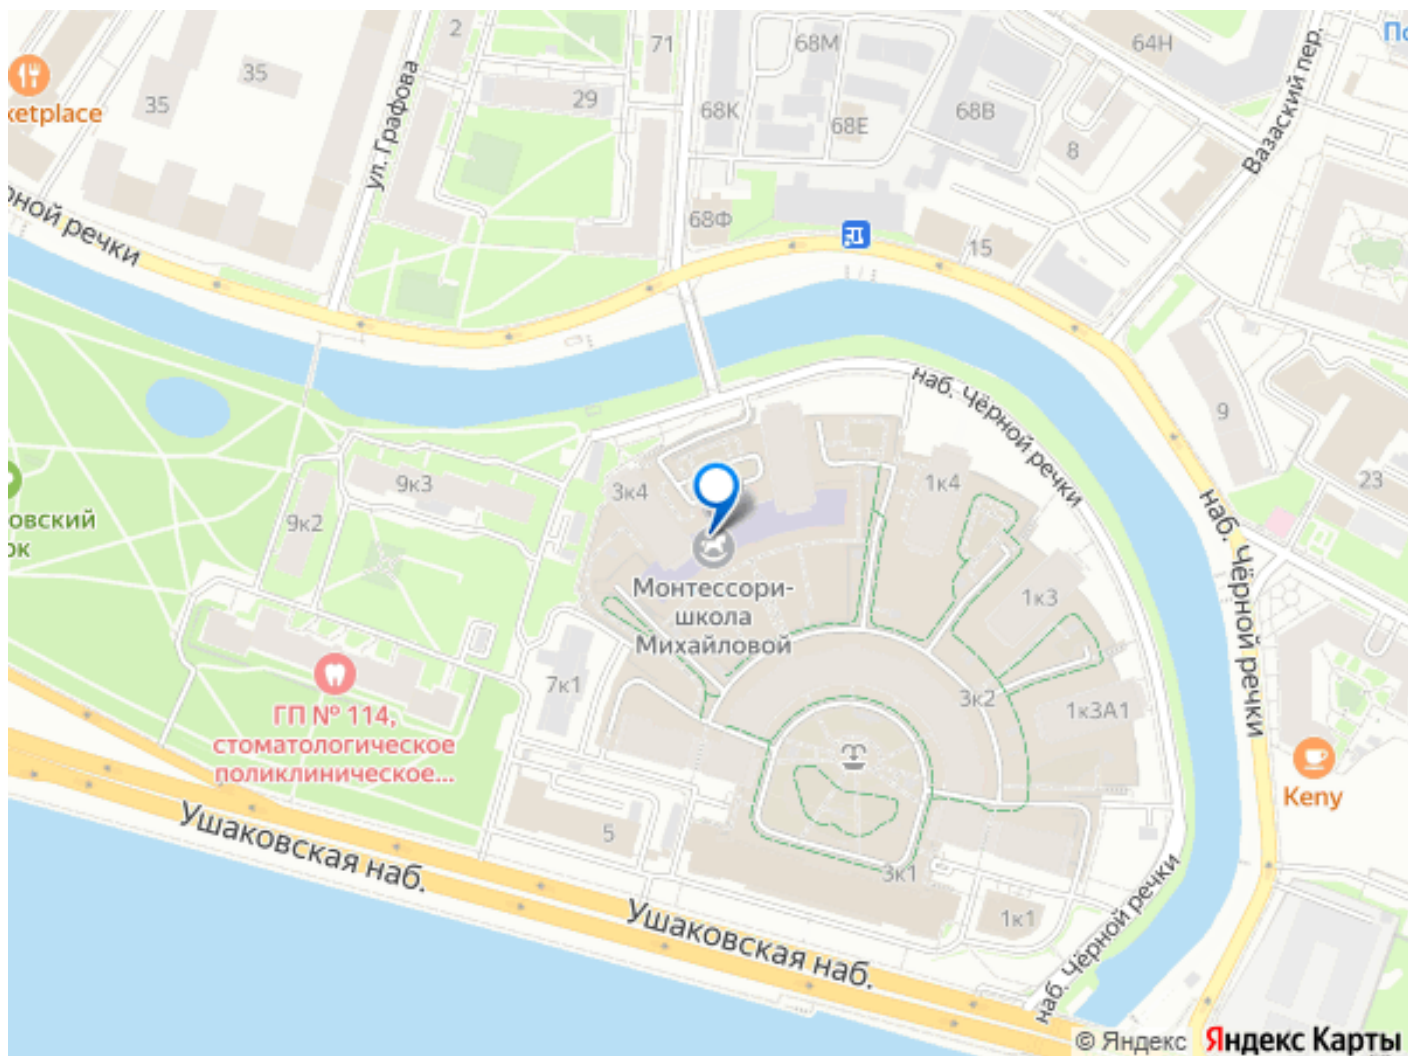 2
71
68М
64Н
По
35
35
29
68К
68Е
68В
8
ketplace
ул. Графова
Вазаский пер.
68Ф
15
рной речки
наб. Чёрной речки
9
9к3
3к4
1к4
23
9к2
овский
ок
наб. Чёрной речки
Монтессори-
школа
Михайловой
1к3
7к1
3к2
1к3А1
ГП № 114,
стоматологическое
поликлиническое...
Keny
Ушаковская наб.
5
3к1
1к1
Ушаковская наб.
наб. Чёрной речки
© Яндекс Яндекс Карты